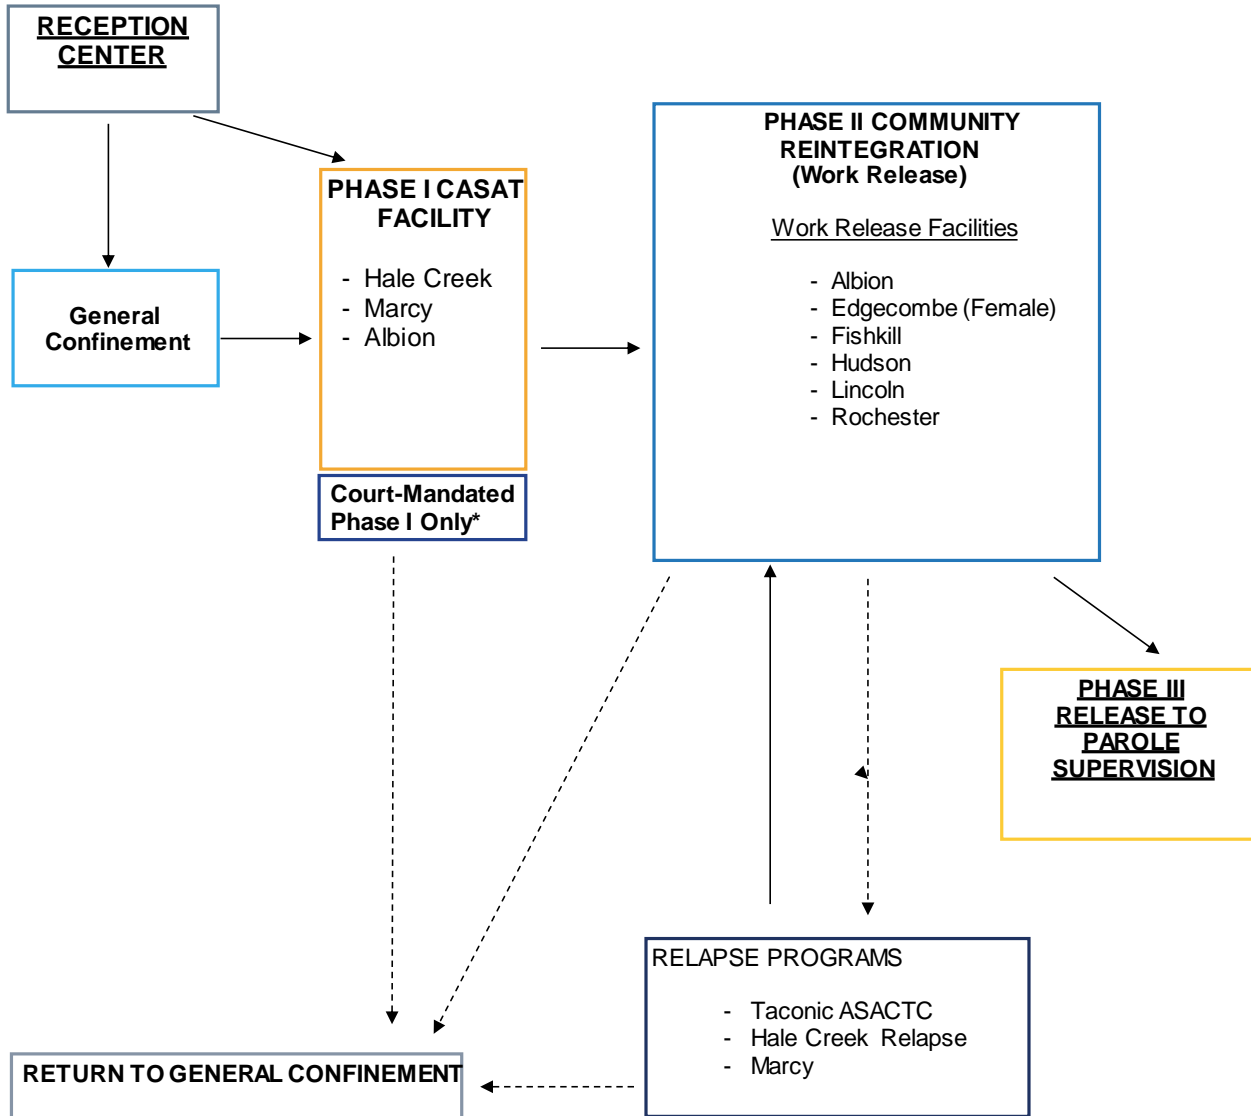 RECEPTION
CENTER
PHASE I CASAT
FACILITY
- Hale Creek
- Marcy
- Albion
General
Confinement
Court-Mandated
Phase I Only*
PHASE II COMMUNITY
REINTEGRATION
(Work Release)
Work Release Facilities
- Albion
- Edgecombe (Female)
- Fishkill
- Hudson
- Lincoln
- Rochester
PHASE III
RELEASE TO
PAROLE
SUPERVISION
RELAPSE PROGRAMS
- Taconic ASACTC
- Hale Creek Relapse
- Marcy
RETURN TO GENERAL CONFINEMENT